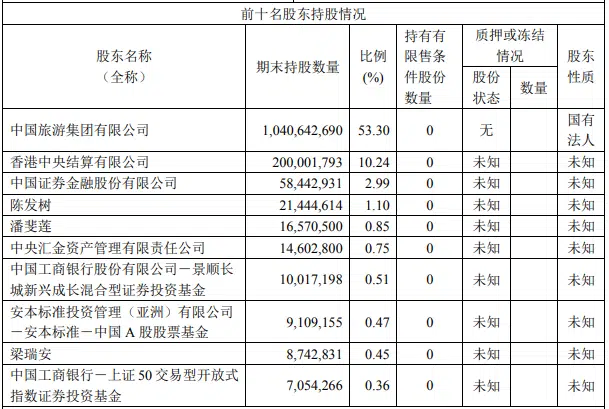 前十名股东持股情况
股东名称
(全称)
期末持股数量
比例
(%)
持有有
限售条
件股份
数量
质押或冻结
情况
股份
状态
数量
股东
性质
中国旅游集团有限公司 1,040,642,690 53.30 0 无 国有
法人
香港中央结算有限公司 200,001,793 10.24 0 未知 未知
中国证券金融股份有限公司 58,442,931 2.99 0 未知 未知
陈发树 21,444,614 1.10 0 未知 未知
潘斐莲 16,570,500 0.85 0 未知 未知
中央汇金资产管理有限责任公司 14,602,800 0.75 0 未知 未知
中国工商银行股份有限公司－景顺长
城新兴成长混合型证券投资基金 10,017,198 0.51 0 未知 未知
安本标准投资管理（亚洲）有限公司
－安本标准－中国 A 股股票基金 9,109,155 0.47 0 未知 未知
梁瑞安 8,742,831 0.45 0 未知 未知
中国工商银行－上证 50 交易型开放式
指数证券投资基金 7,054,266 0.36 0 未知 未知